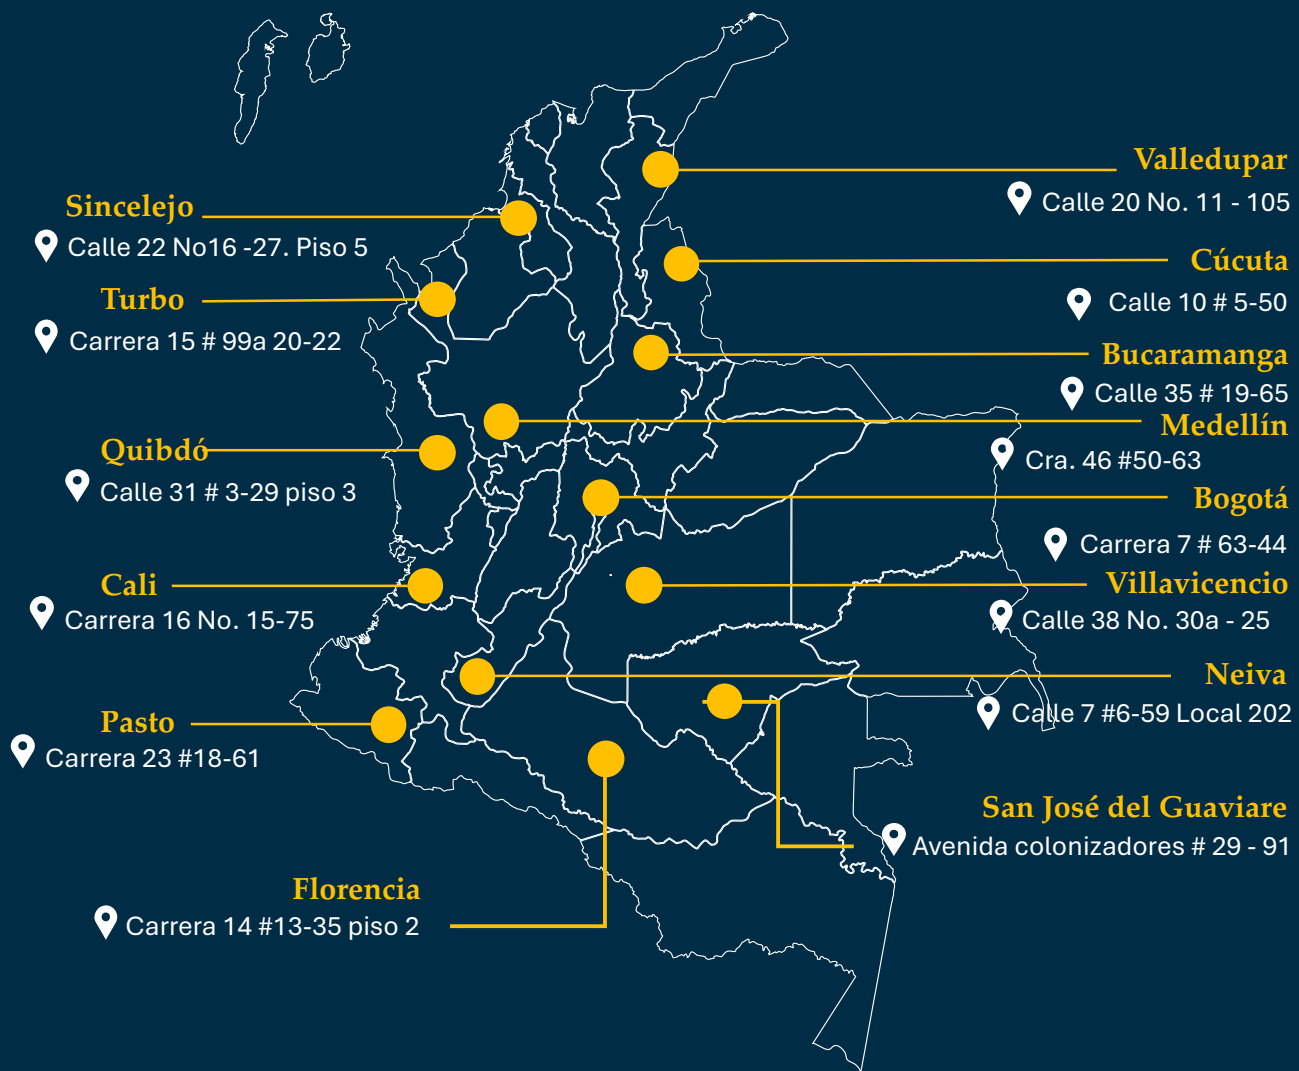 Sincelejo
Calle 22 No16 -27. Piso 5
Turbo
Carrera 15 # 99a 20-22
Quibdó
Calle 31 # 3-29 piso 3
Cali
Carrera 16 No. 15-75
Pasto
Carrera 23 #18-61
Florencia
Carrera 14 #13-35 piso 2
Valledupar
Calle 20 No. 11 - 105
Cúcuta
Calle 10 # 5-50
Bucaramanga
Calle 35 # 19-65
Medellín
Cra. 46 #50-63
Bogotá
Carrera 7 # 63-44
Villavicencio
Calle 38 No. 30a - 25
Neiva
Calle 7 #6-59 Local 202
San José del Guaviare
Avenida colonizadores # 29 - 91